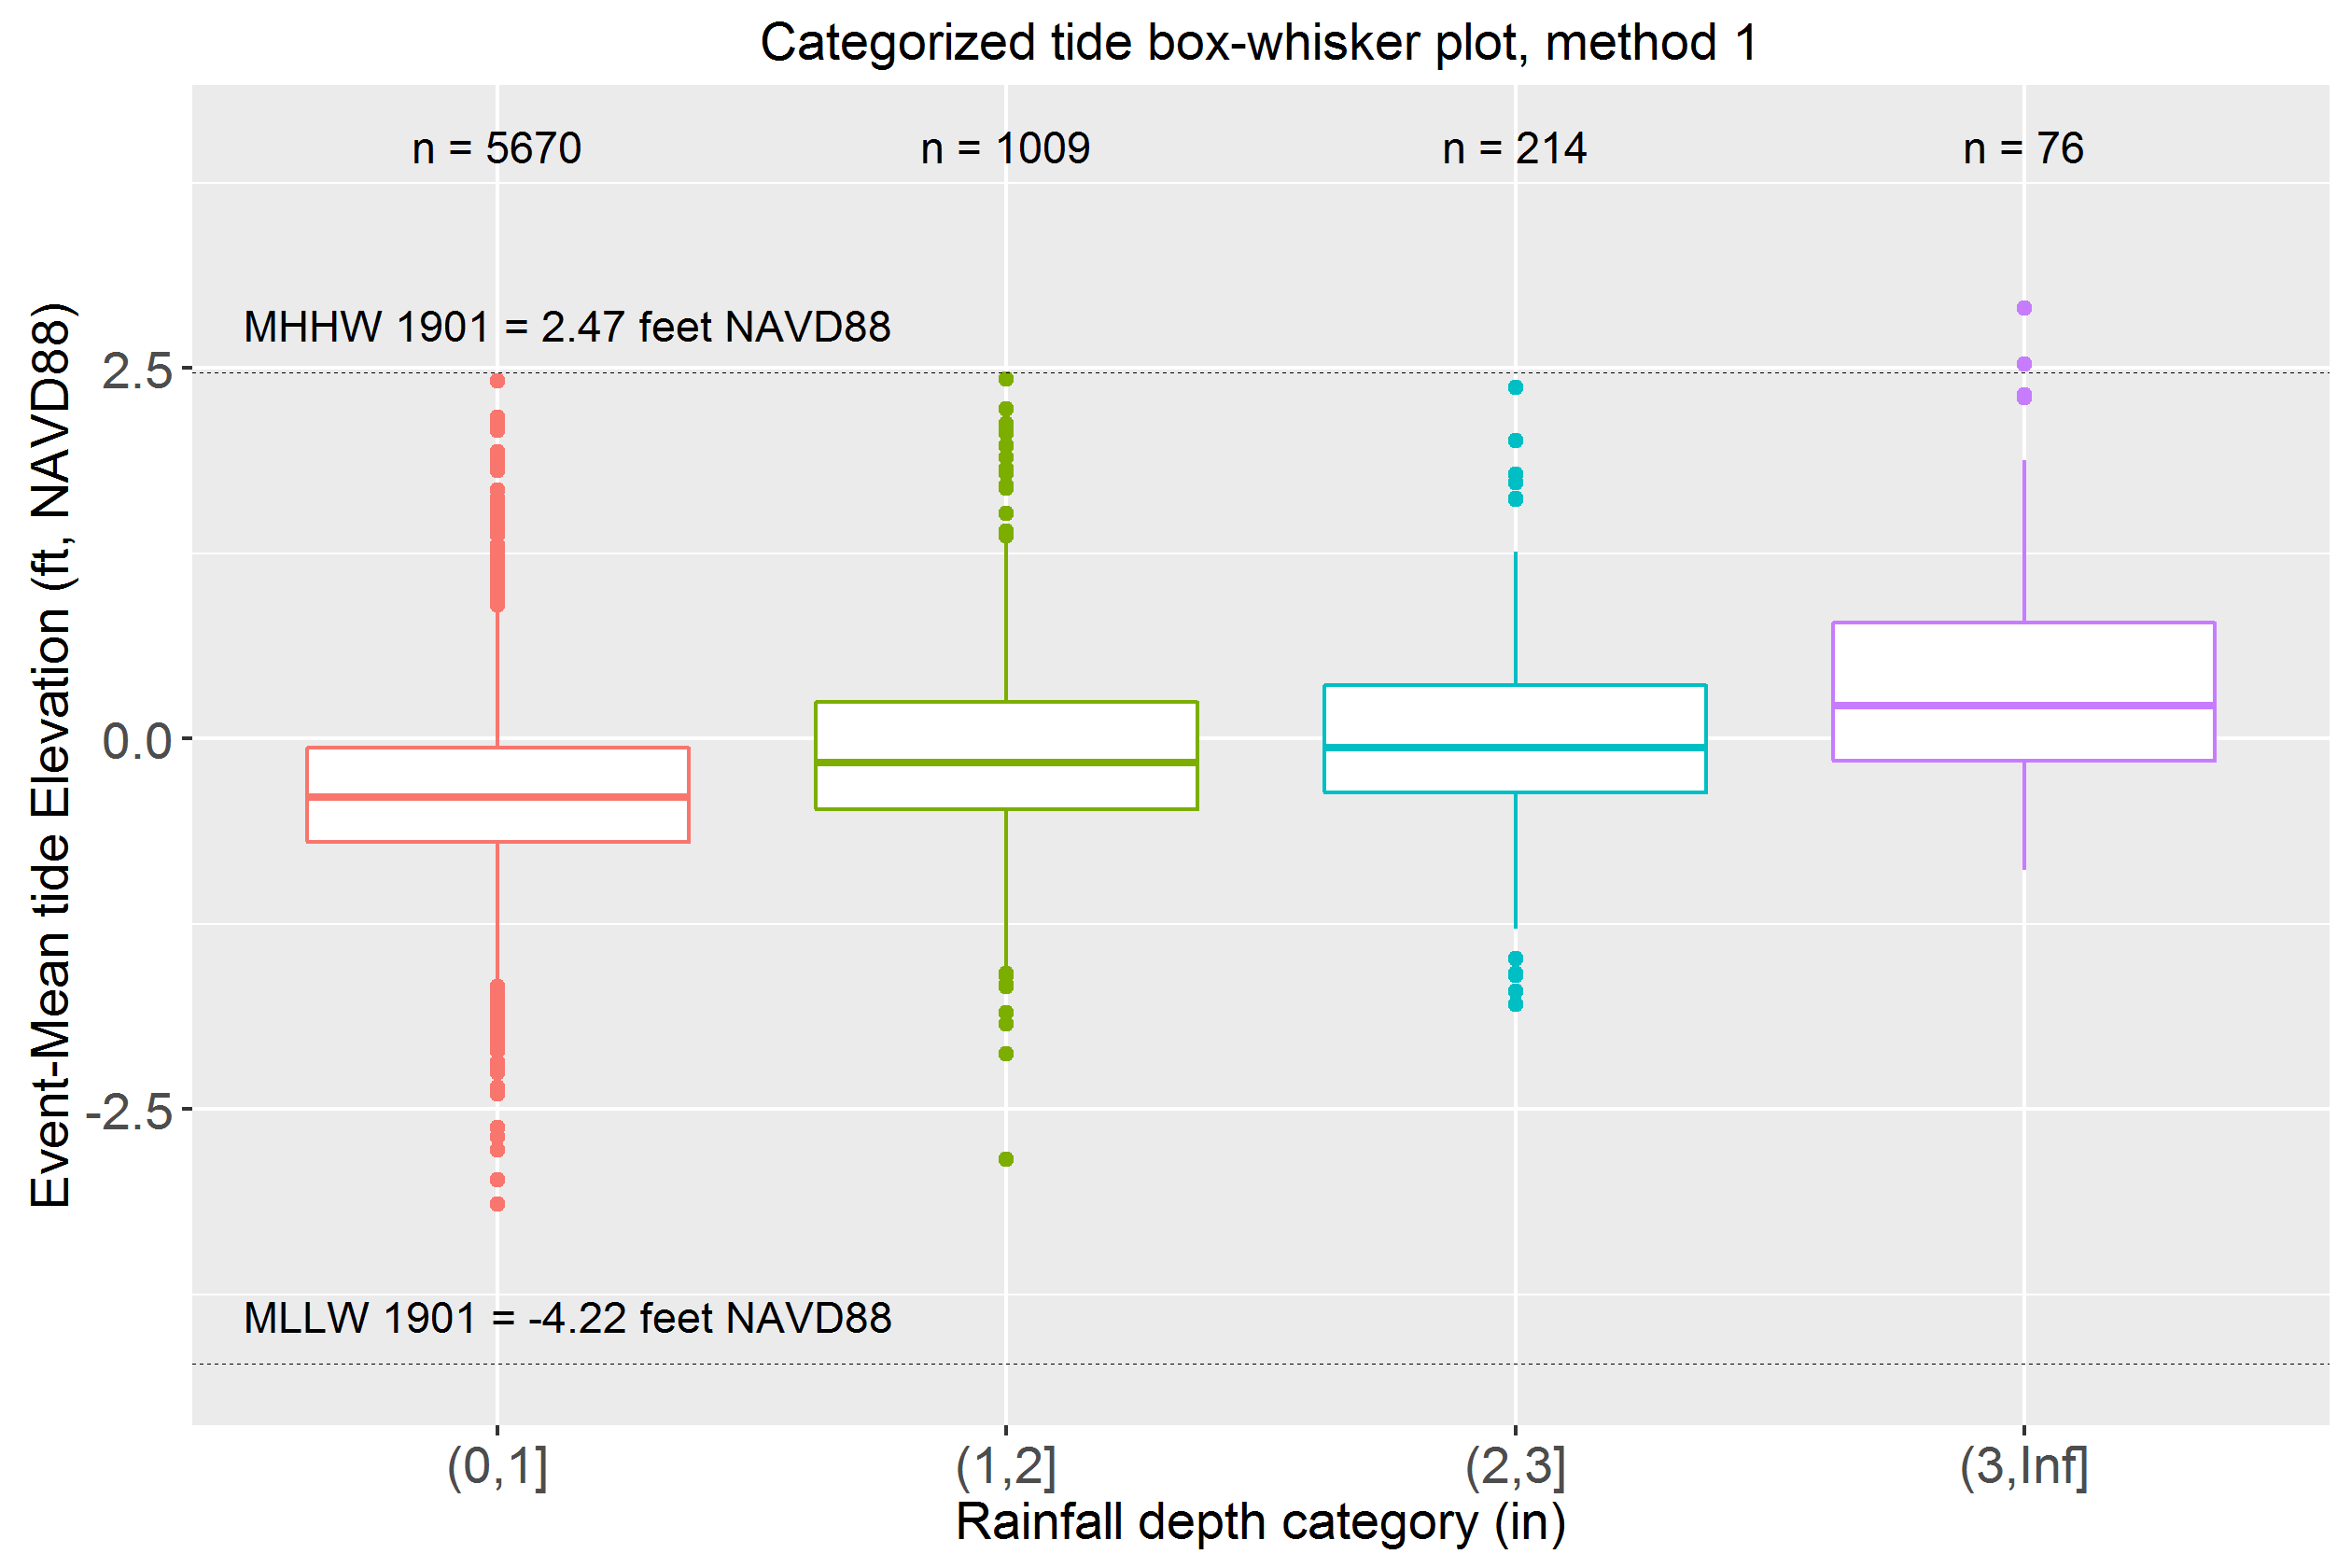 Categorized tide box-whisker plot, method 1
n = 5670
n = 1009
n = 214
n = 76
MHHW 1901 = 2.47 feet NAVD88
2.5
0.0
-2.5
Event-Mean tide Elevation (ft, NAVD88)
MLLW 1901 = -4.22 feet NAVD88
(0,1]
(1,2]
(2,3]
(3,Inf]
Rainfall depth category (in)